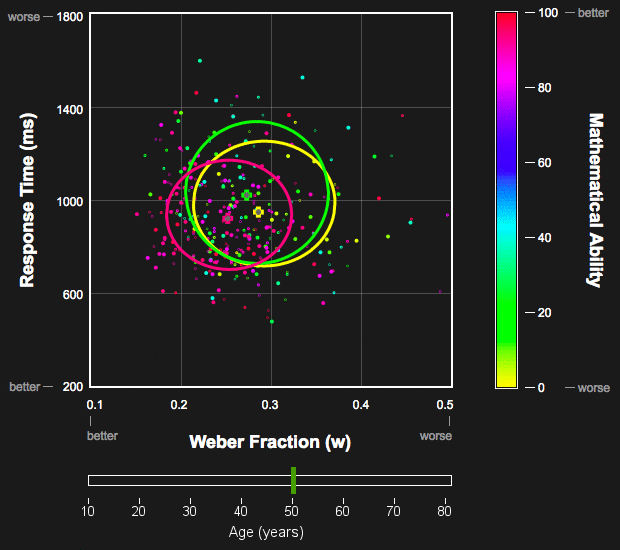 worse 1800
1400
1000
600
better 200
Response Time (ms)
0.1 0.2 0.3 0.4 0.5
better worse
Weber Fraction (w)
10 20 30 40 50 60 70 80
Age (years)
100 better
80
60
40
20
0 worse
Mathematical Ability